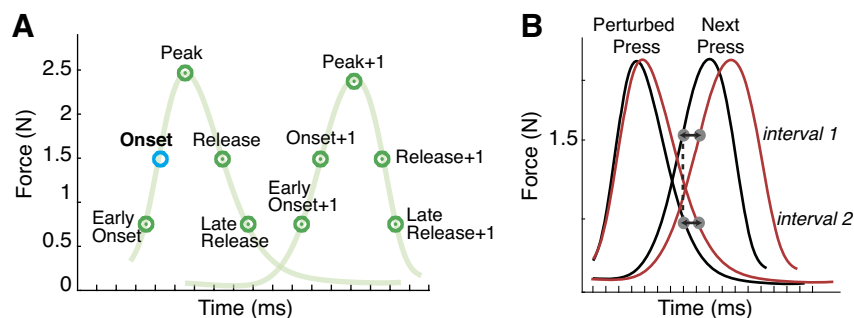 A
Force (N)
2.5
2
1.5
1
0.5
0
Peak
Peak+1
Onset
Release
Onset+1
Release+1
Early
Onset
Late
Release
Early
Onset+1
Late
Release+1
Time (ms)
B
Perturbed
Press
Next
Press
Force (N)
1.5
interval 1
interval 2
Time (ms)